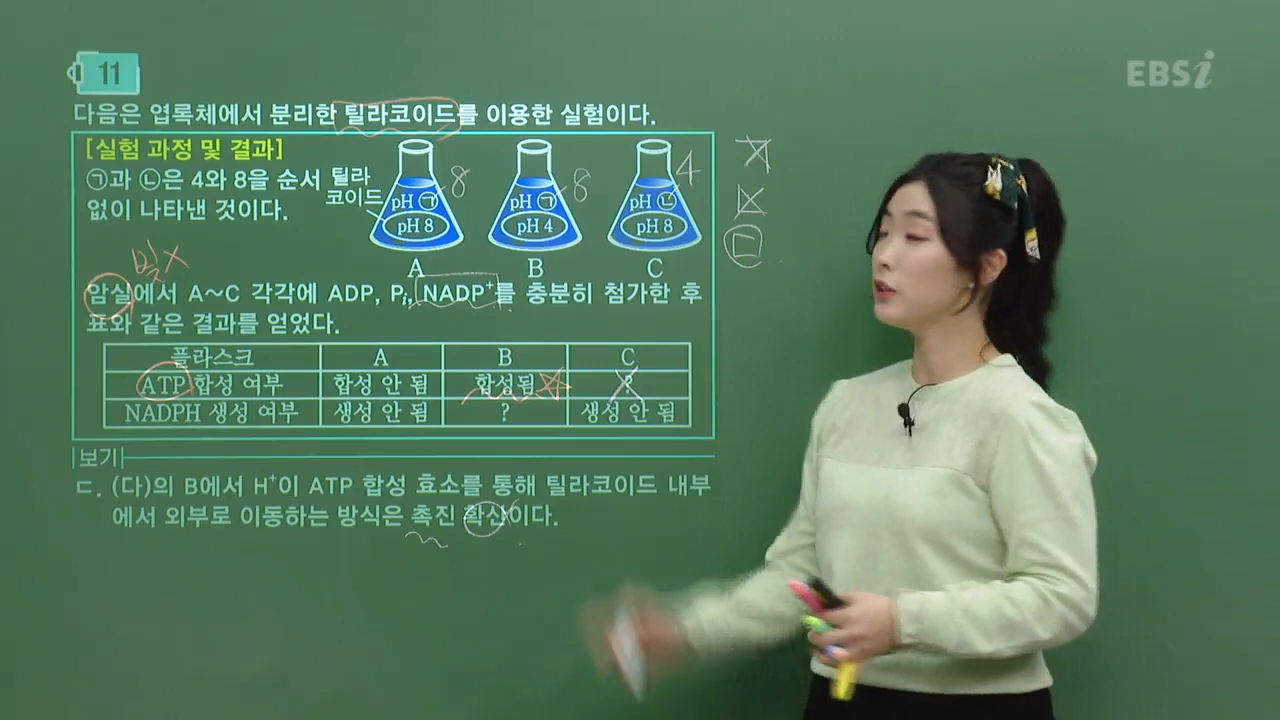 11
EBSi
다음은 엽록체에서 분리한 틸라코이드를 이용한 실험이다.
[실험 과정 및 결과]
㉠과 ㉡은 4와 8을 순서
없이 나타낸 것이다.
틸라
코이드
pH ㉠ 8
pH 8
A
pH ㉠ 8
pH 4
B
pH ㉡ 4
pH 8
C
ㄱ
ㄴ
ㄷ
빛X
암실에서 A~C 각각에 ADP, Pi, NADP+를 충분히 첨가한 후
표와 같은 결과를 얻었다.
플라스크 A B C
ATP 합성 여부 합성 안 됨 합성됨 ?
NADPH 생성 여부 생성 안 됨 ? 생성 안 됨
보기
ㄷ. (다)의 B에서 H+이 ATP 합성 효소를 통해 틸라코이드 내부
에서 외부로 이동하는 방식은 촉진 확산이다.